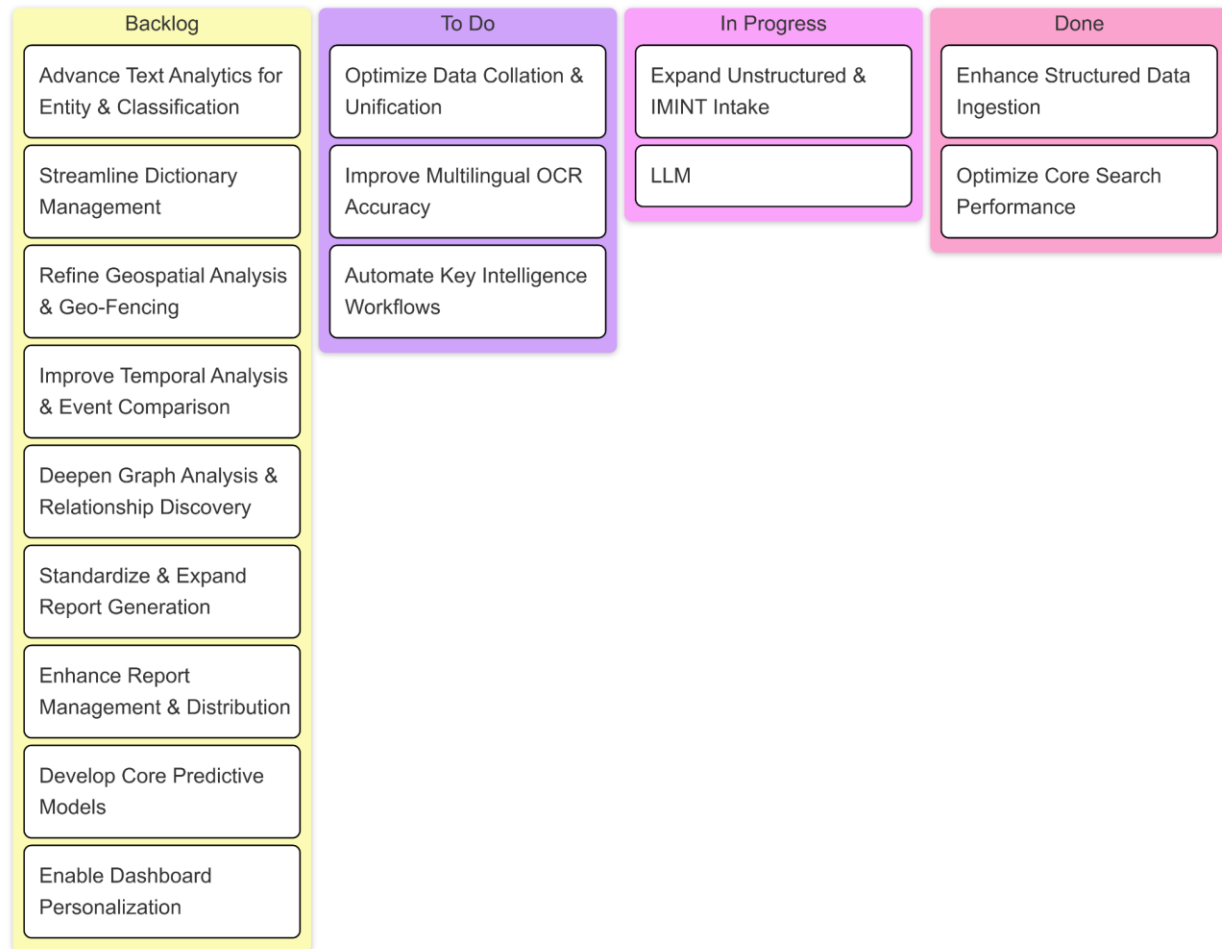 Backlog
Advance Text Analytics for
Entity & Classification
Streamline Dictionary
Management
Refine Geospatial Analysis
& Geo-Fencing
Improve Temporal Analysis
& Event Comparison
Deepen Graph Analysis &
Relationship Discovery
Standardize & Expand
Report Generation
Enhance Report
Management & Distribution
Develop Core Predictive
Models
Enable Dashboard
Personalization
To Do
Optimize Data Collation &
Unification
Improve Multilingual OCR
Accuracy
Automate Key Intelligence
Workflows
In Progress
Expand Unstructured &
IMINT Intake
LLM
Done
Enhance Structured Data
Ingestion
Optimize Core Search
Performance